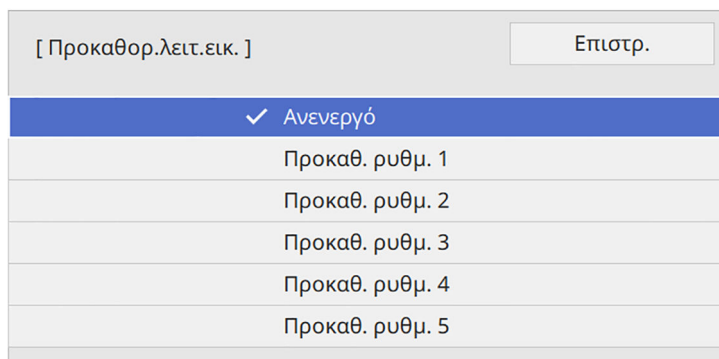 [ Προκαθορ.λειτ.εικ. ]
Επιστρ.
Ανενεργό
Προκαθ. ρυθμ. 1
Προκαθ. ρυθμ. 2
Προκαθ. ρυθμ. 3
Προκαθ. ρυθμ. 4
Προκαθ. ρυθμ. 5